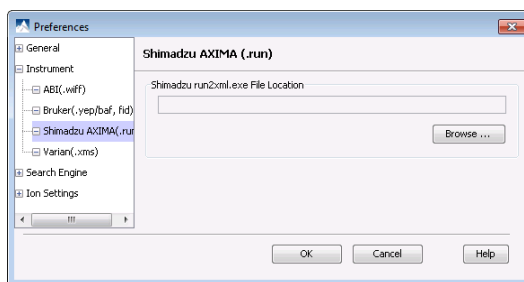 Preferences
General
Instrument
ABI(.wiff)
Bruker(.yep/baf, fid)
Shimadzu AXIMA(.rur
Varian(.xms)
Search Engine
Ion Settings
Shimadzu AXIMA (.run)
Shimadzu run2xml.exe File Location
Browse ...
OK
Cancel
Help